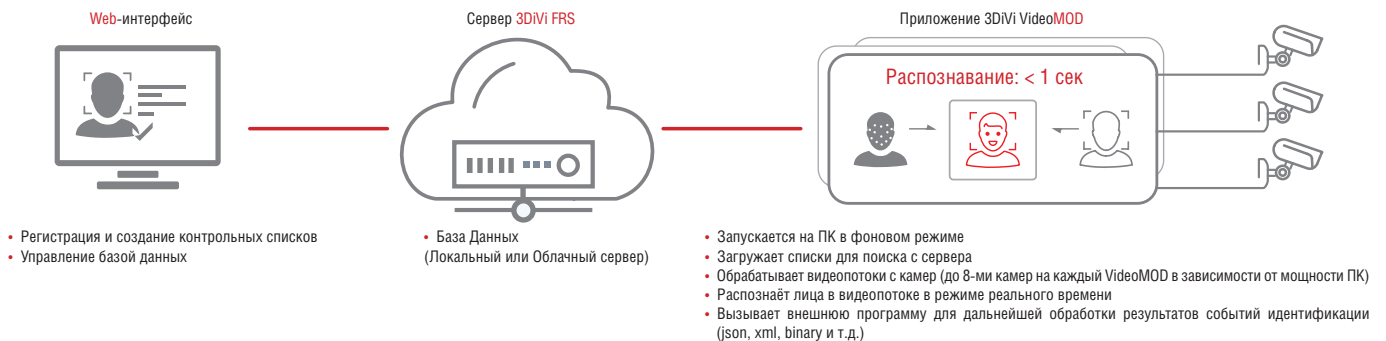 Web-интерфейс
Сервер 3DiVi FRS
Приложение 3DiVi VideoMOD
Распознавание: < 1 сек
• Регистрация и создание контрольных списков
• Управление базой данных
• База Данных
(Локальный или Облачный сервер)
• Запускается на ПК в фоновом режиме
• Загружает списки для поиска с сервера
• Обрабатывает видеопотоки с камер (до 8-ми камер на каждый VideoMOD в зависимости от мощности ПК)
• Распознаёт лица в видеопотоке в режиме реального времени
• Вызывает внешнюю программу для дальнейшей обработки результатов событий идентификации
(json, xml, binary и т.д.)